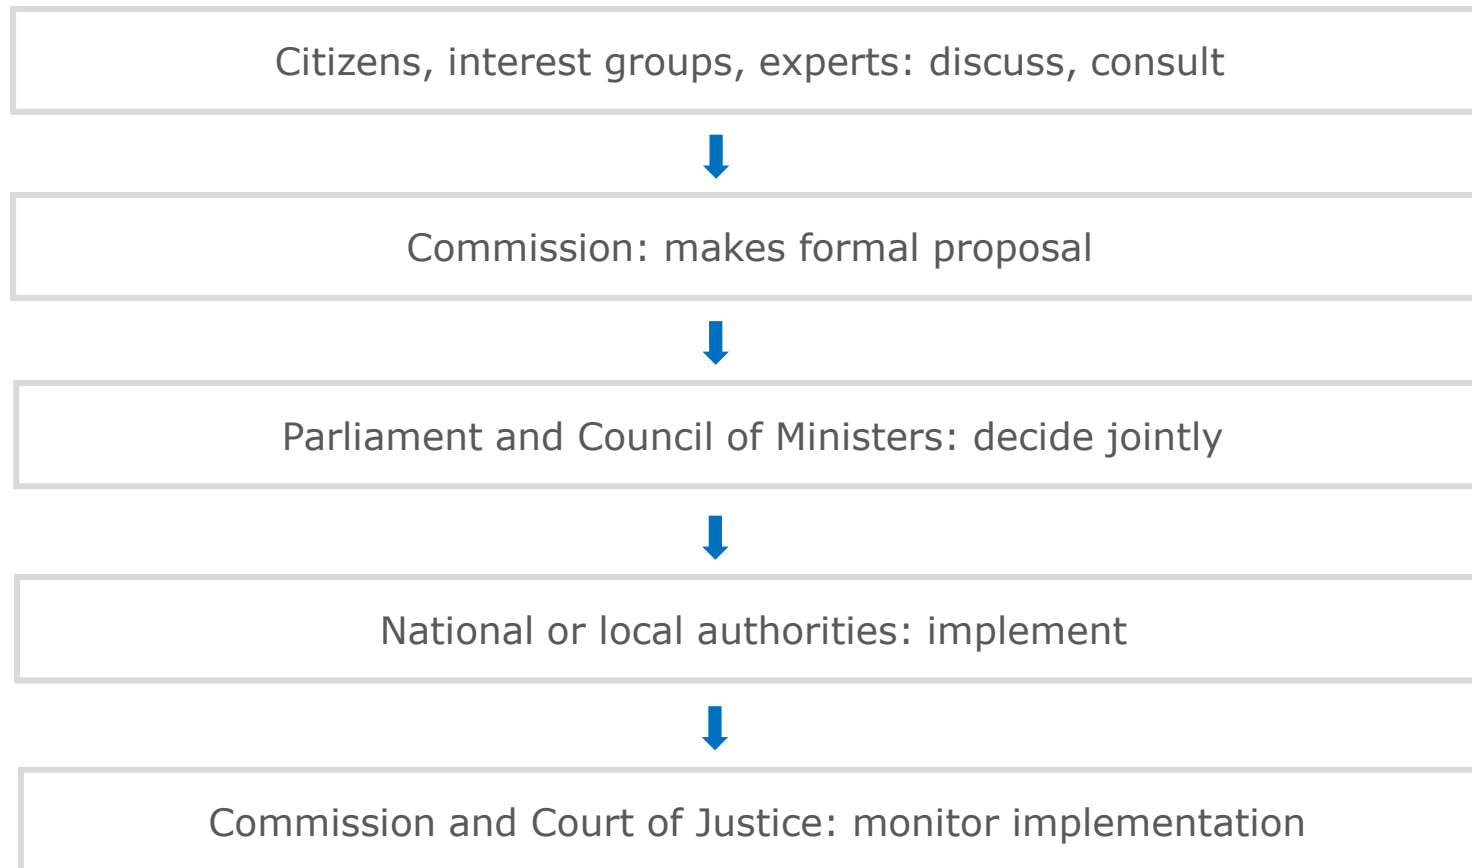 Citizens, interest groups, experts: discuss, consult
Commission: makes formal proposal
Parliament and Council of Ministers: decide jointly
National or local authorities: implement
Commission and Court of Justice: monitor implementation